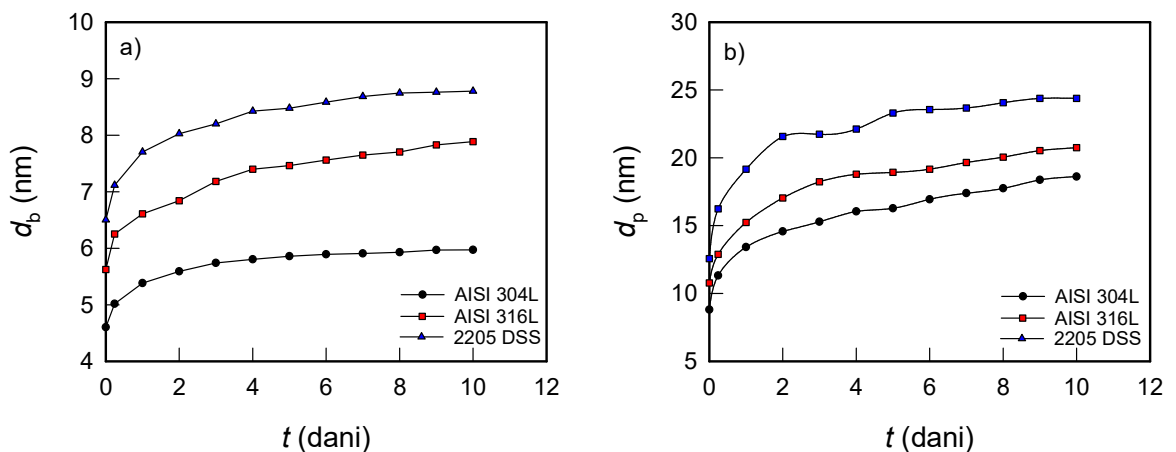 a)
10
9
8
7
6
5
4
d_b (nm)
0 2 4 6 8 10 12
t (dani)
AISI 304L
AISI 316L
2205 DSS
b)
30
25
20
15
10
5
d_p (nm)
0 2 4 6 8 10 12
t (dani)
AISI 304L
AISI 316L
2205 DSS